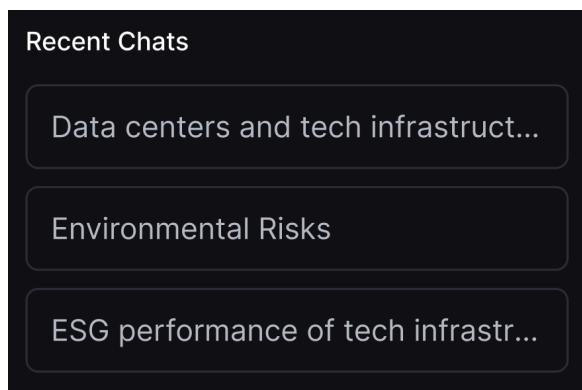 Recent Chats
Data centers and tech infrastruct...
Environmental Risks
ESG performance of tech infrastr...